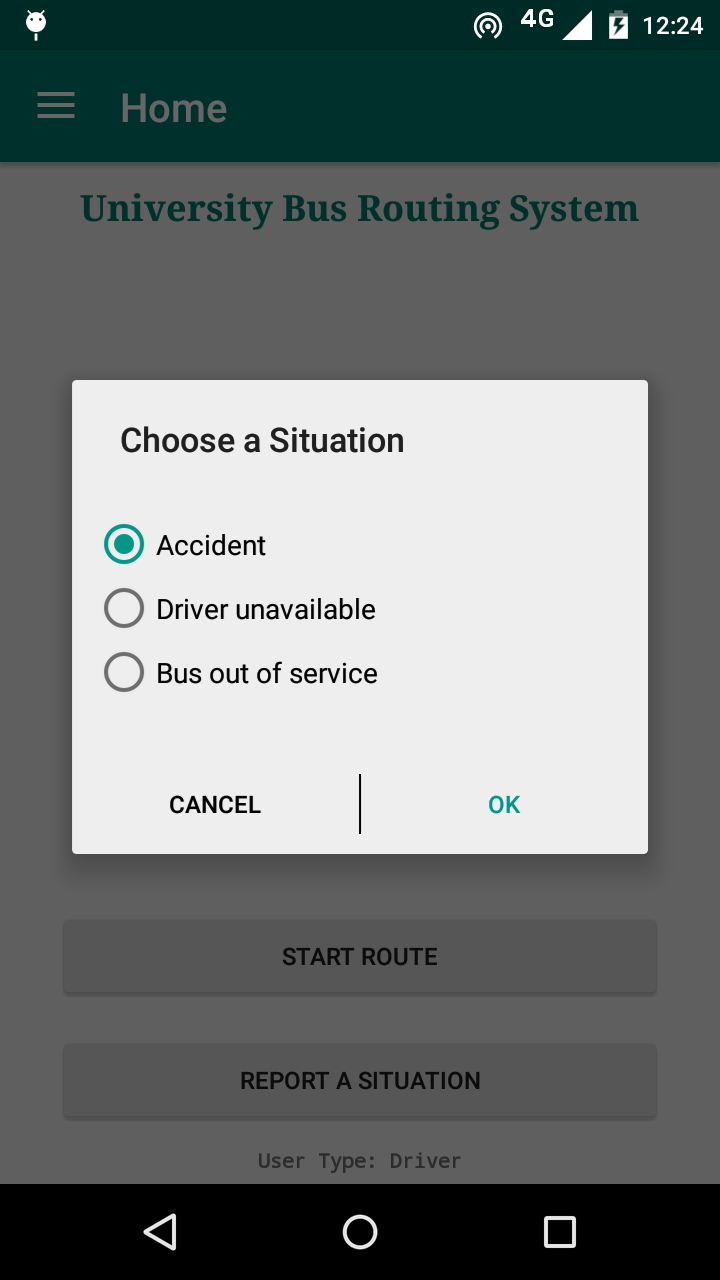 4G 12:24
Home
University Bus Routing System
Choose a Situation
Accident
Driver unavailable
Bus out of service
CANCEL OK
START ROUTE
REPORT A SITUATION
User Type: Driver